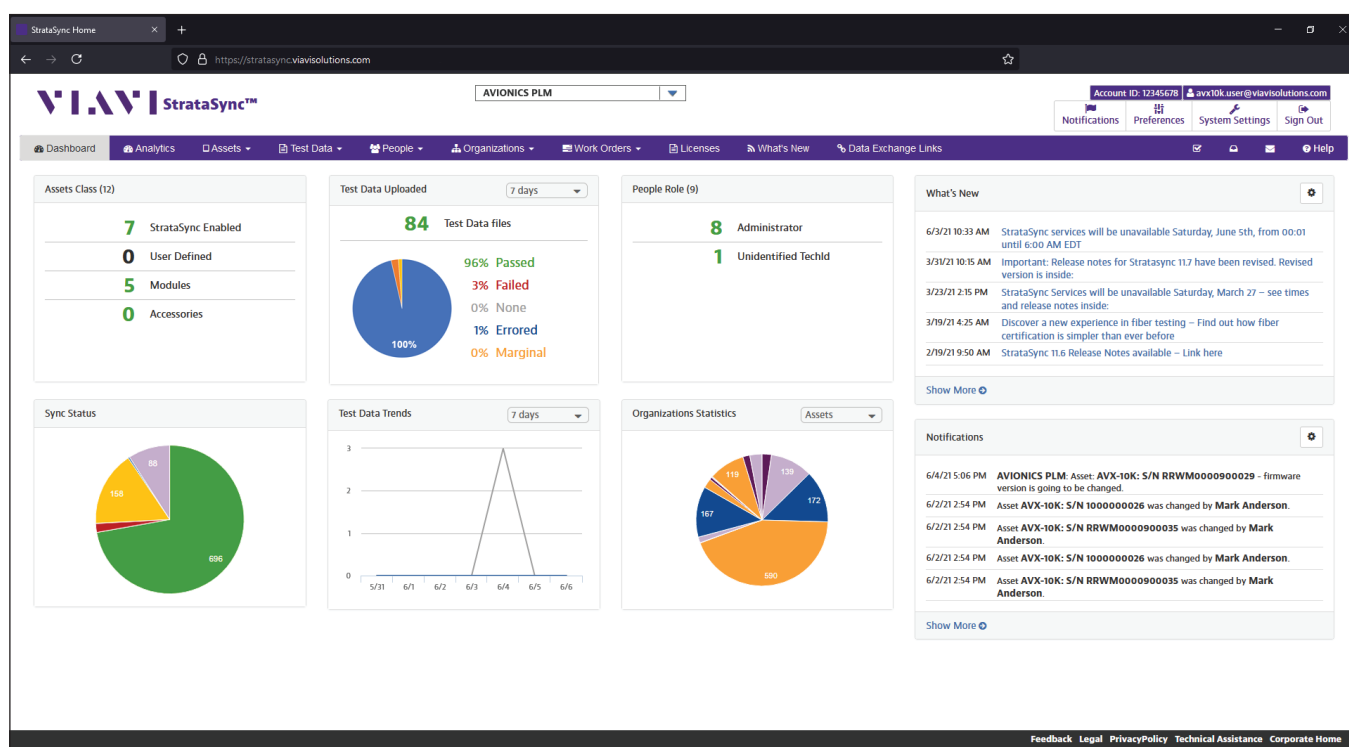 StrataSync Home
https://stratasync.viavisolutions.com
VIAVI StrataSync™
AVIONICS PLM
Account ID: 12345678 avx10k.user@viavisolutions.com
Notifications Preferences System Settings Sign Out
Dashboard Analytics Assets Test Data People Organizations Work Orders Licenses What's New Data Exchange Links Help
Assets Class (12)
7 StrataSync Enabled
0 User Defined
5 Modules
0 Accessories
Test Data Uploaded 7 days
84 Test Data files
96% Passed
3% Failed
0% None
1% Errored
0% Marginal
100%
People Role (9)
8 Administrator
1 Unidentified TechId
What's New
6/3/21 10:33 AM StrataSync services will be unavailable Saturday, June 5th, from 00:01
until 6:00 AM EDT
3/31/21 10:15 AM Important: Release notes for Stratasync 11.7 have been revised. Revised
version is inside:
3/23/21 2:15 PM StrataSync Services will be unavailable Saturday, March 27 – see times
and release notes inside:
3/19/21 4:25 AM Discover a new experience in fiber testing – Find out how fiber
certification is simpler than ever before
2/19/21 9:50 AM StrataSync 11.6 Release Notes available – Link here
Show More
Sync Status
88
158
696
Test Data Trends 7 days
3
2
1
0
5/31 6/1 6/2 6/3 6/4 6/5 6/6
Organizations Statistics Assets
119
139
172
167
590
Notifications
6/4/21 5:06 PM AVIONICS PLM: Asset: AVX-10K: S/N RRWM0000900029 – firmware
version is going to be changed.
6/2/21 2:54 PM Asset AVX-10K: S/N 1000000026 was changed by Mark Anderson.
6/2/21 2:54 PM Asset AVX-10K: S/N RRWM0000900035 was changed by Mark
Anderson.
6/2/21 2:54 PM Asset AVX-10K: S/N 1000000026 was changed by Mark Anderson.
6/2/21 2:54 PM Asset AVX-10K: S/N RRWM0000900035 was changed by Mark
Anderson.
Show More
Feedback Legal PrivacyPolicy Technical Assistance Corporate Home